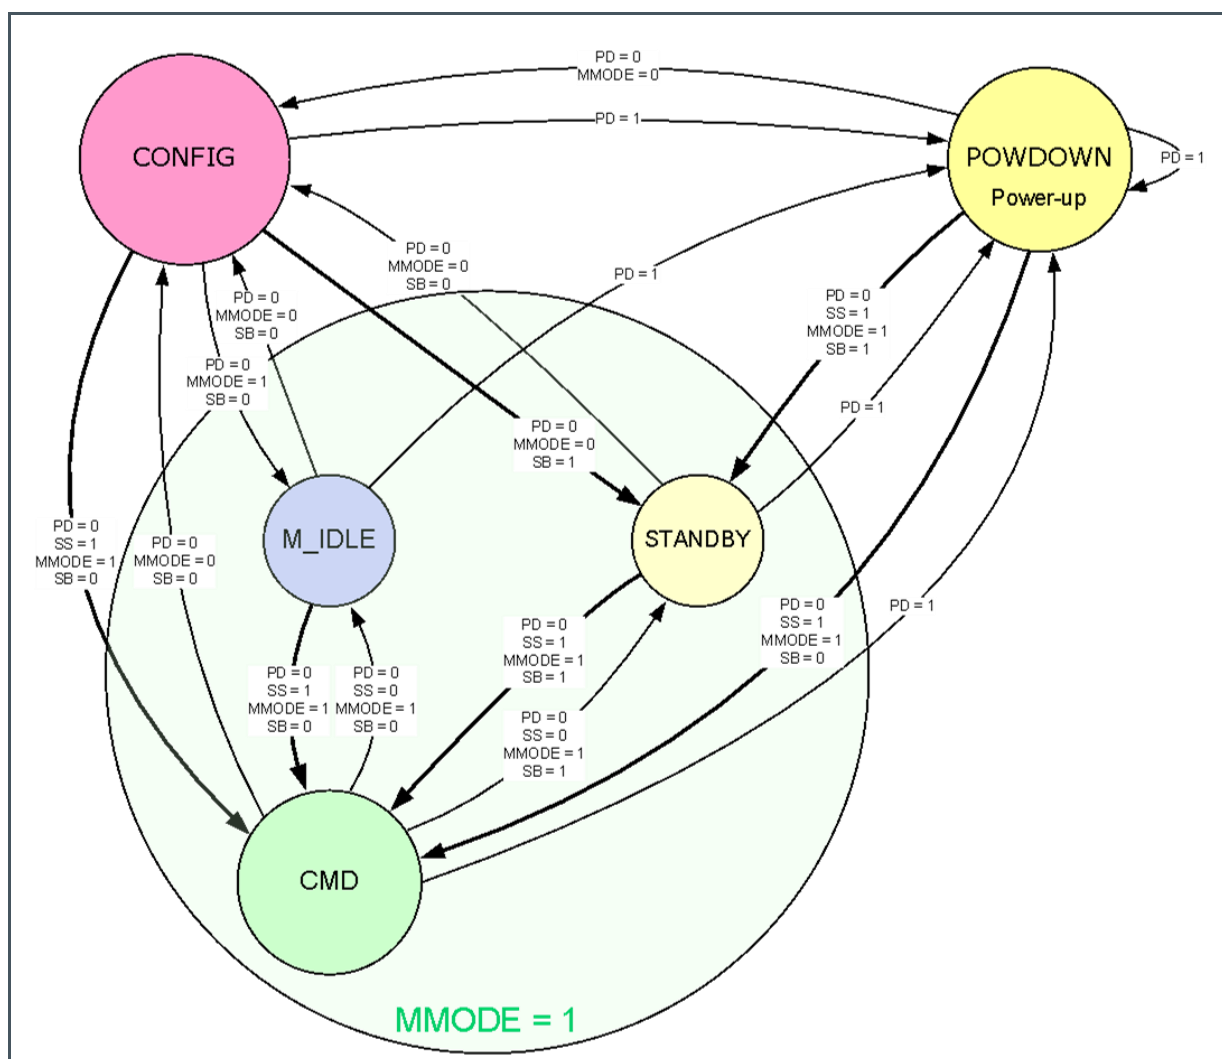 PD = 0
MMODE = 0
PD = 1
CONFIG
POWDOWN
Power-up
PD = 1
PD = 0
MMODE = 0
SB = 0
PD = 1
PD = 0
MMODE = 0
SB = 0
PD = 0
SS = 1
MMODE = 1
SB = 1
PD = 0
MMODE = 1
SB = 0
PD = 1
PD = 0
MMODE = 0
SB = 1
M_IDLE
STANDBY
PD = 0
SS = 1
MMODE = 1
SB = 0
PD = 0
MMODE = 0
SB = 0
PD = 0
SS = 1
MMODE = 1
SB = 0
PD = 1
PD = 0
SS = 1
MMODE = 1
SB = 1
PD = 0
SS = 1
MMODE = 1
SB = 0
PD = 0
SS = 0
MMODE = 1
SB = 0
PD = 0
SS = 0
MMODE = 1
SB = 1
CMD
MMODE = 1